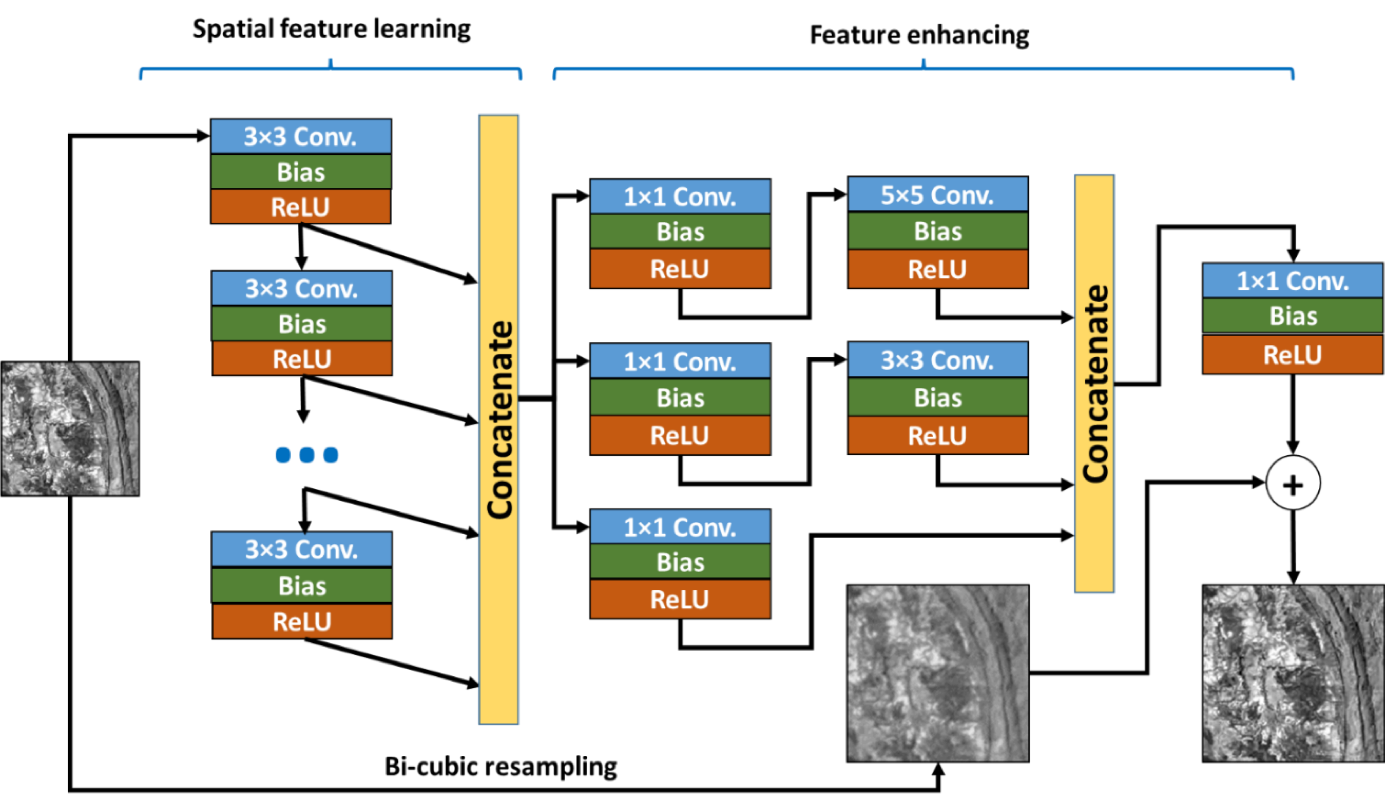 Spatial feature learning
Feature enhancing
3×3 Conv.
Bias
ReLU
3×3 Conv.
Bias
ReLU
3×3 Conv.
Bias
ReLU
Concatenate
1×1 Conv.
Bias
ReLU
5×5 Conv.
Bias
ReLU
1×1 Conv.
Bias
ReLU
3×3 Conv.
Bias
ReLU
1×1 Conv.
Bias
ReLU
Concatenate
1×1 Conv.
Bias
ReLU
+
Bi-cubic resampling